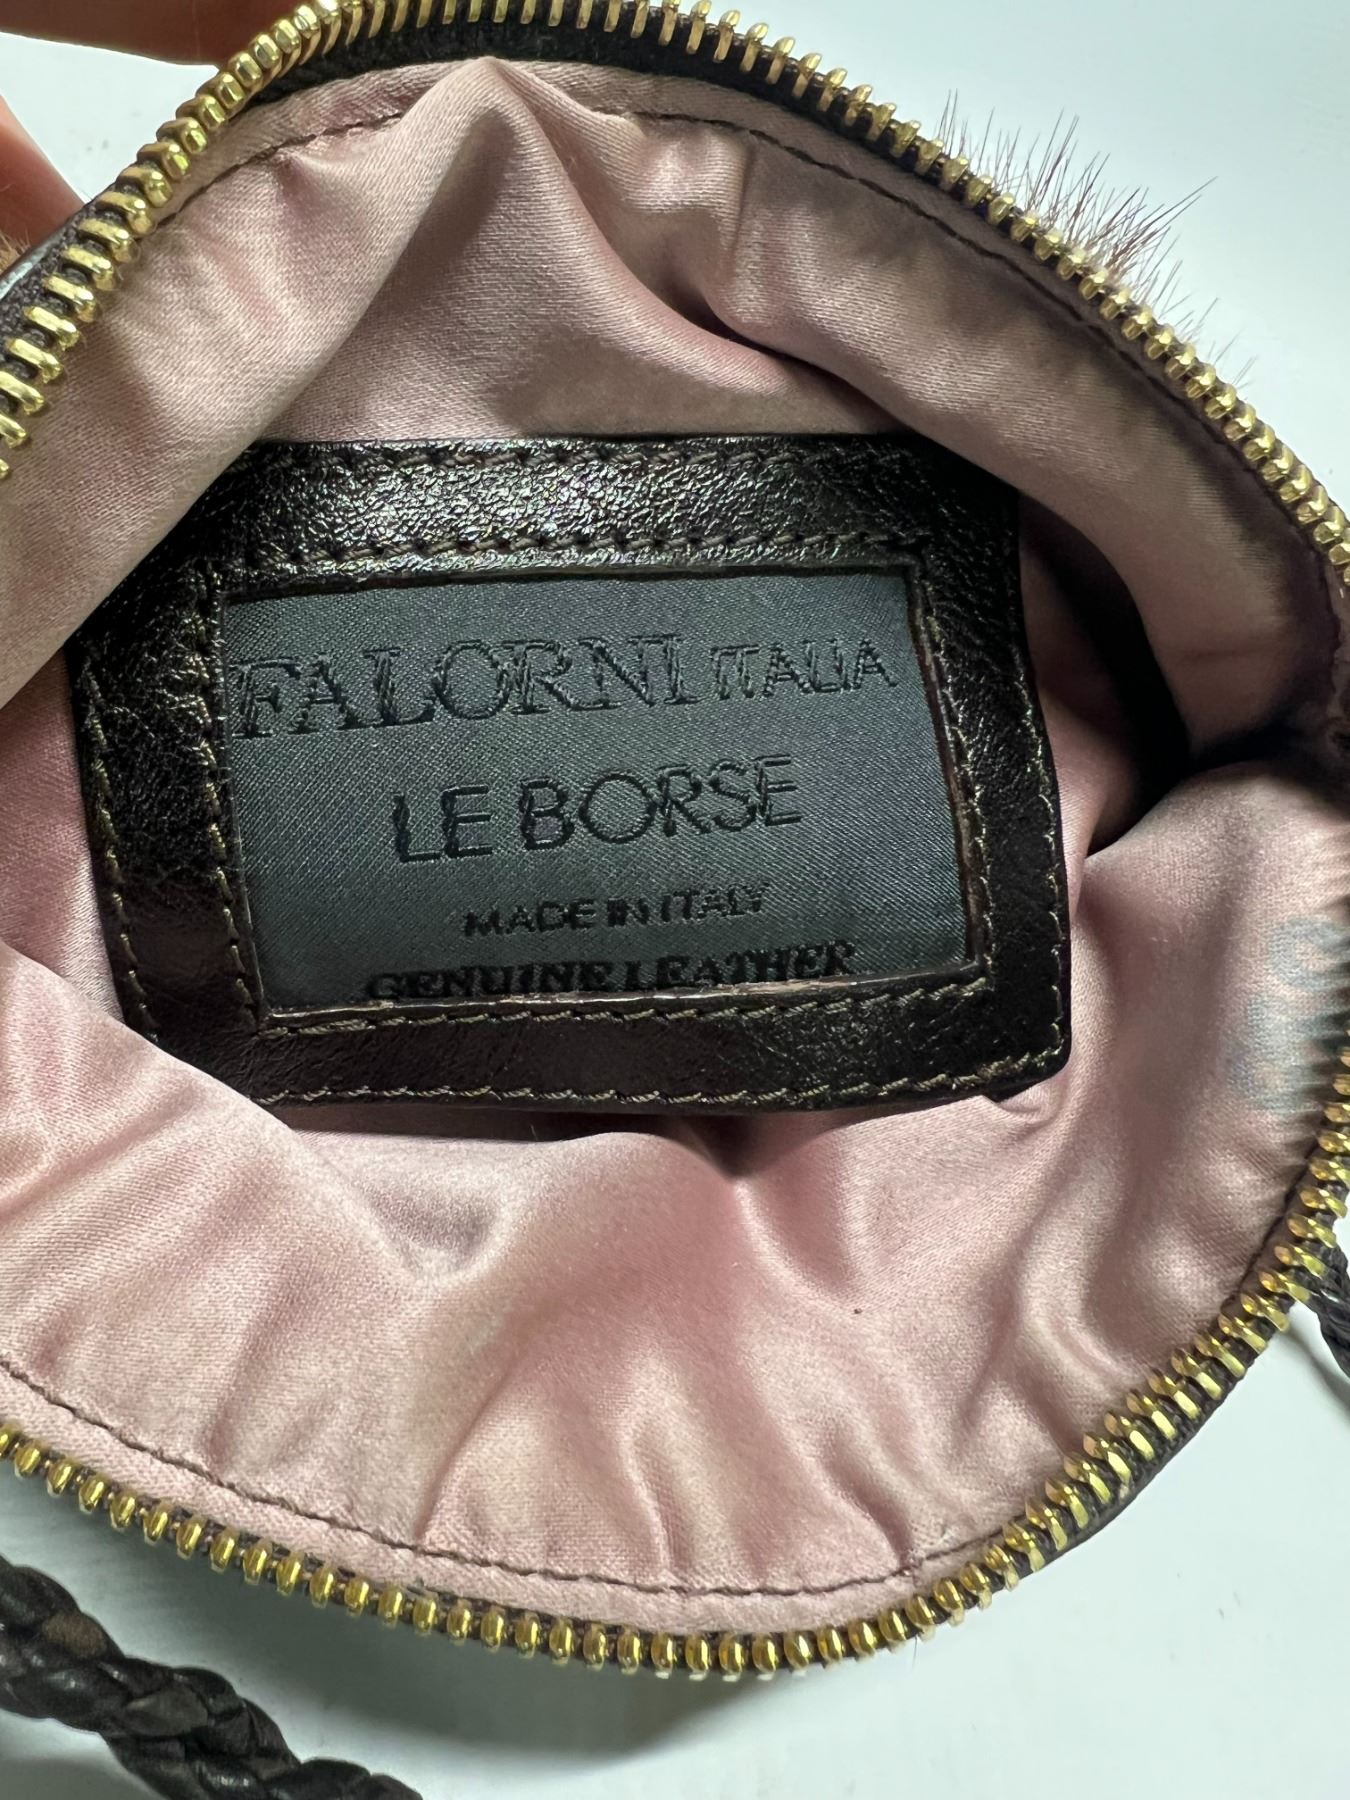 FALORNI ITALIA
LE BORSE
MADE IN ITALY
GENUINE LEATHER